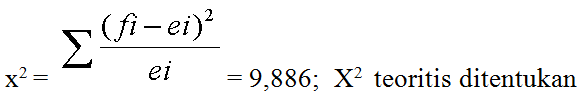 x² = ∑ (fi − ei)² / ei = 9,886; X² teoritis ditentukan